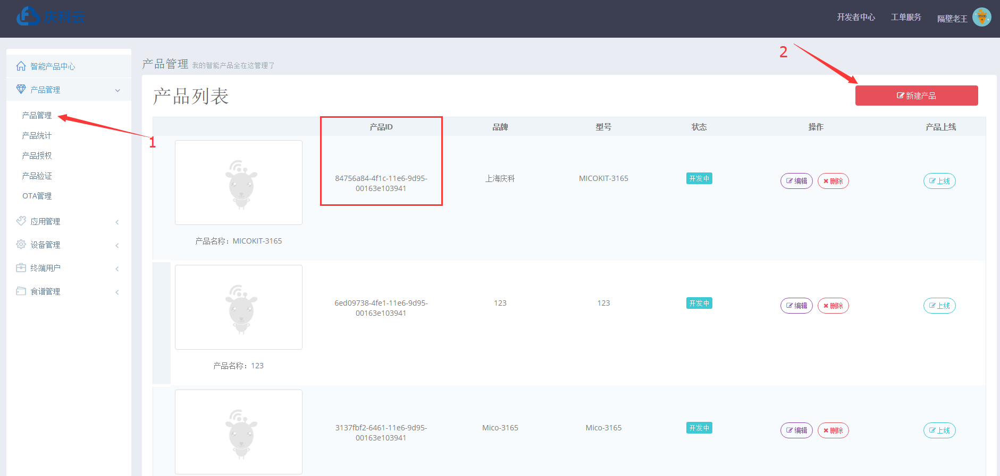 庆科云
开发者中心 工单服务 隔壁老王
智能产品中心
产品管理
产品管理
产品统计
产品授权
产品验证
OTA管理
应用管理
设备管理
终端用户
食谱管理
1
2
产品管理 我的智能产品全在这管理了
产品列表
新建产品
产品ID 品牌 型号 状态 操作 产品上线
84756a84-4f1c-11e6-9d95-
00163e103941
上海庆科 MICOKIT-3165 开发中 编辑 删除 上线
产品名称：MICOKIT-3165
6ed09738-4fe1-11e6-9d95-
00163e103941
123 123 开发中 编辑 删除 上线
产品名称：123
3137fbf2-6461-11e6-9d95-
00163e103941
Mico-3165 Mico-3165 开发中 编辑 删除 上线